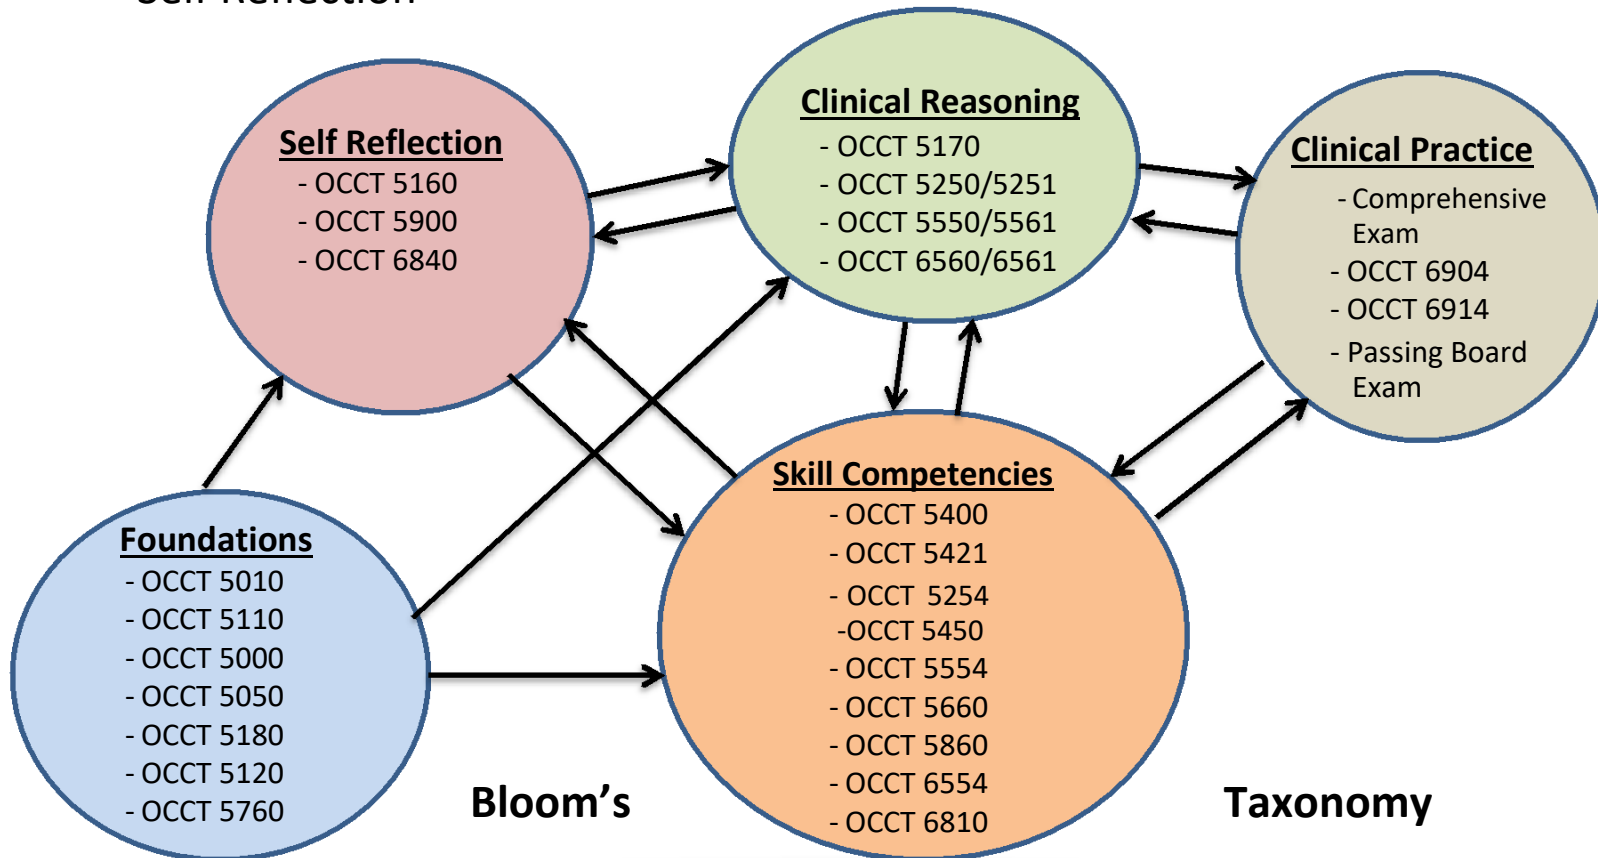 Self Reflection
Self Reflection
- OCCT 5160
- OCCT 5900
- OCCT 6840
Clinical Reasoning
- OCCT 5170
- OCCT 5250/5251
- OCCT 5550/5561
- OCCT 6560/6561
Clinical Practice
- Comprehensive
Exam
- OCCT 6904
- OCCT 6914
- Passing Board
Exam
Foundations
- OCCT 5010
- OCCT 5110
- OCCT 5000
- OCCT 5050
- OCCT 5180
- OCCT 5120
- OCCT 5760
Skill Competencies
- OCCT 5400
- OCCT 5421
- OCCT 5254
-OCCT 5450
- OCCT 5554
- OCCT 5660
- OCCT 5860
- OCCT 6554
- OCCT 6810
Bloom’s
Taxonomy